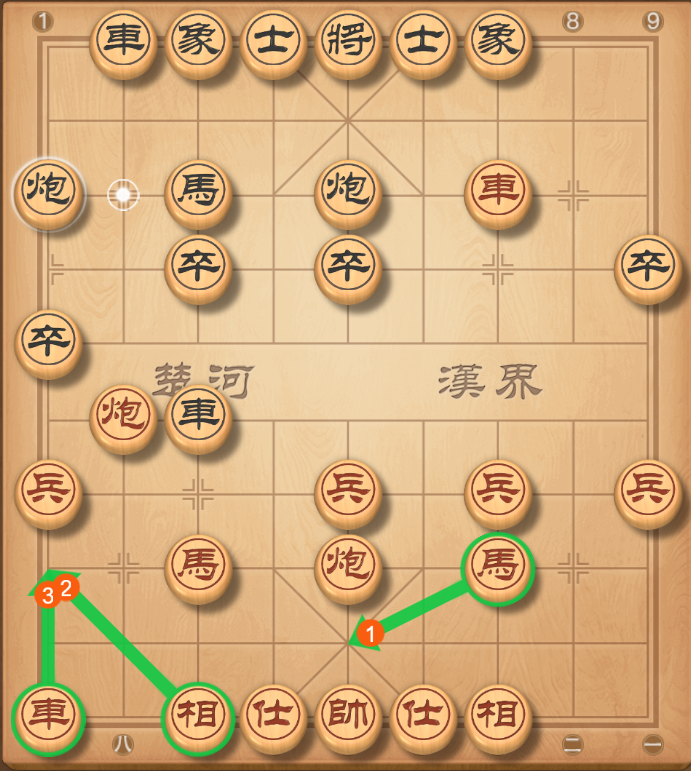 1 8 9
車 象 士 將 士 象
炮 馬 炮 車
卒 卒 卒
卒
楚河 漢界
炮 車
兵 兵 兵 兵
馬 炮 馬
3 2 1
車 相 仕 帥 仕 相
八 二 一